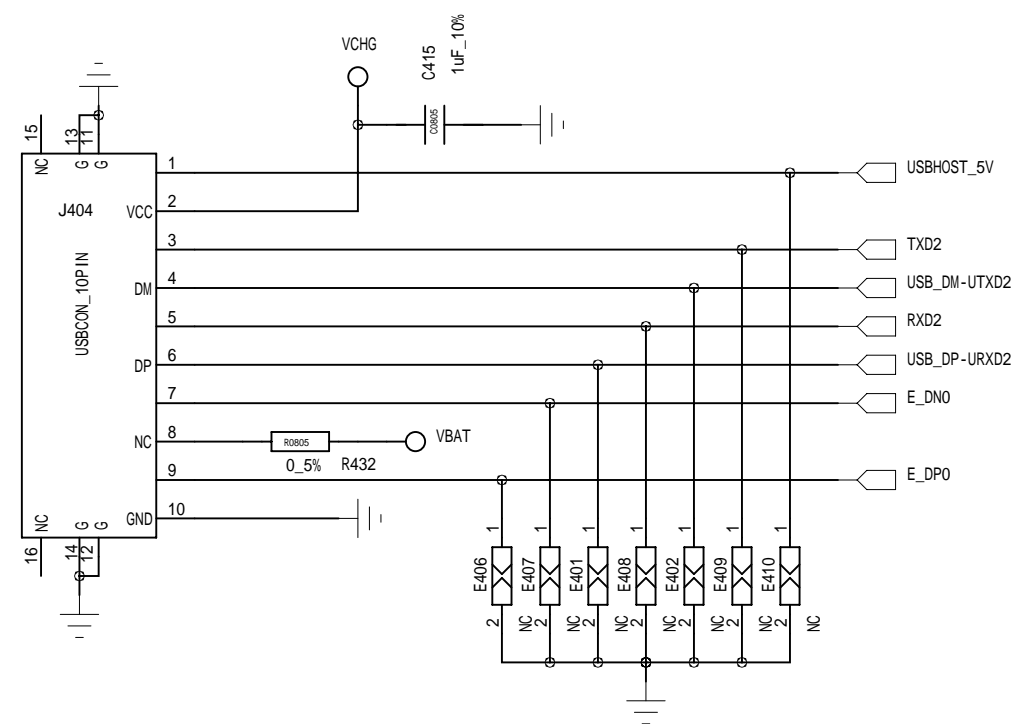 VCHG
C415
1uF_10%
C0805
15
13
11
NC
G
G
1
USBHOST_5V
J404
VCC
2
USBCON_10PIN
3
TXD2
DM
4
USB_DM-UTXD2
5
RXD2
DP
6
USB_DP-URXD2
7
E_DN0
NC
8
R0805
VBAT
0_5%
R432
9
E_DP0
GND
10
NC
G
G
16
14
12
1
1
1
1
1
1
1
E406
E407
E401
E408
E402
E409
E410
2
NC
2
NC
2
NC
2
NC
2
NC
2
NC
2
NC